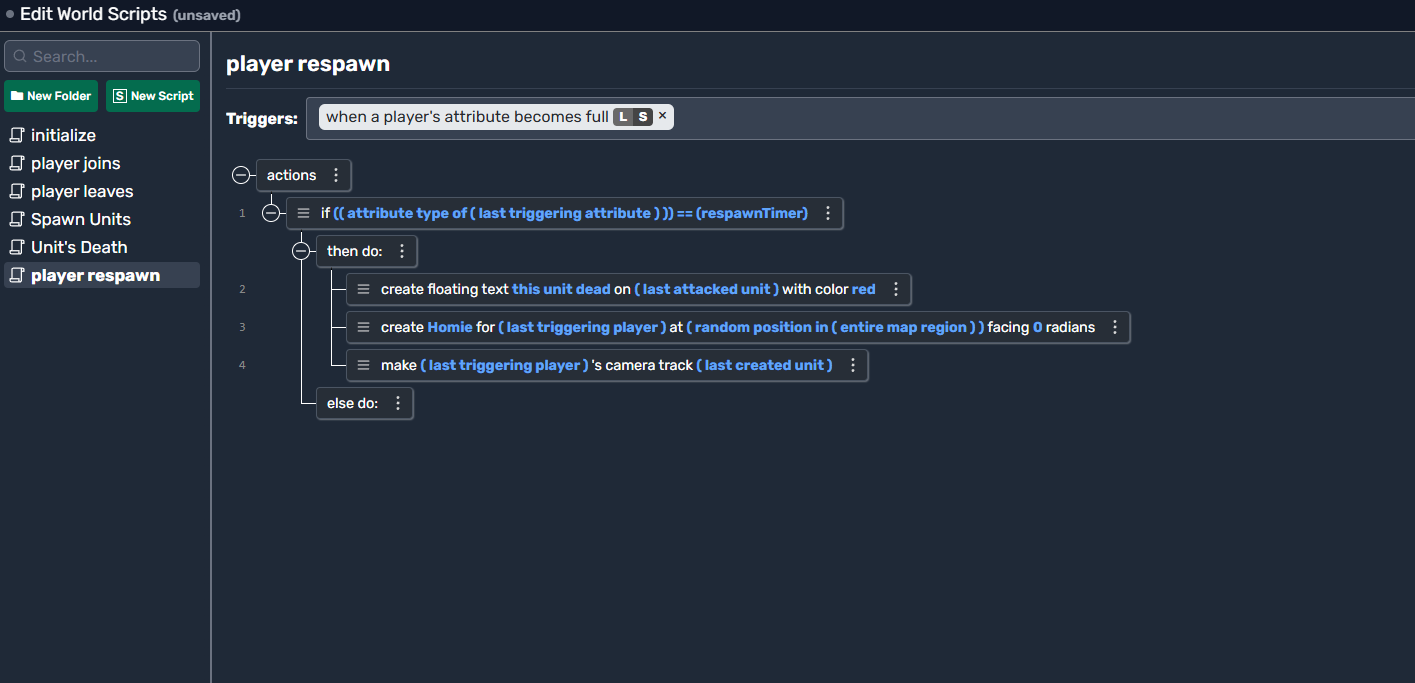 Edit World Scripts (unsaved)
Search...
New Folder
S New Script
initialize
player joins
player leaves
Spawn Units
Unit's Death
player respawn
player respawn
Triggers: when a player's attribute becomes full L S ×
actions
1 if (( attribute type of ( last triggering attribute ) )) == (respawnTimer)
then do:
2 create floating text this unit dead on ( last attacked unit ) with color red
3 create Homie for ( last triggering player ) at ( random position in ( entire map region ) ) facing 0 radians
4 make ( last triggering player ) 's camera track ( last created unit )
else do: